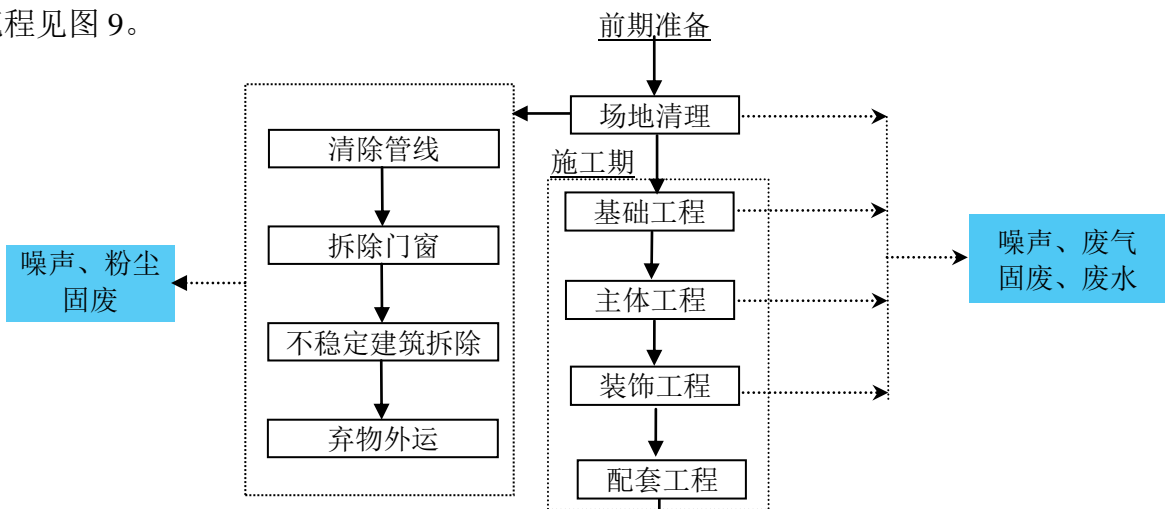 程见图 9。
前期准备
场地清理
清除管线
施工期
基础工程
拆除门窗
噪声、粉尘
固废
噪声、废气
固废、废水
主体工程
不稳定建筑拆除
装饰工程
弃物外运
配套工程